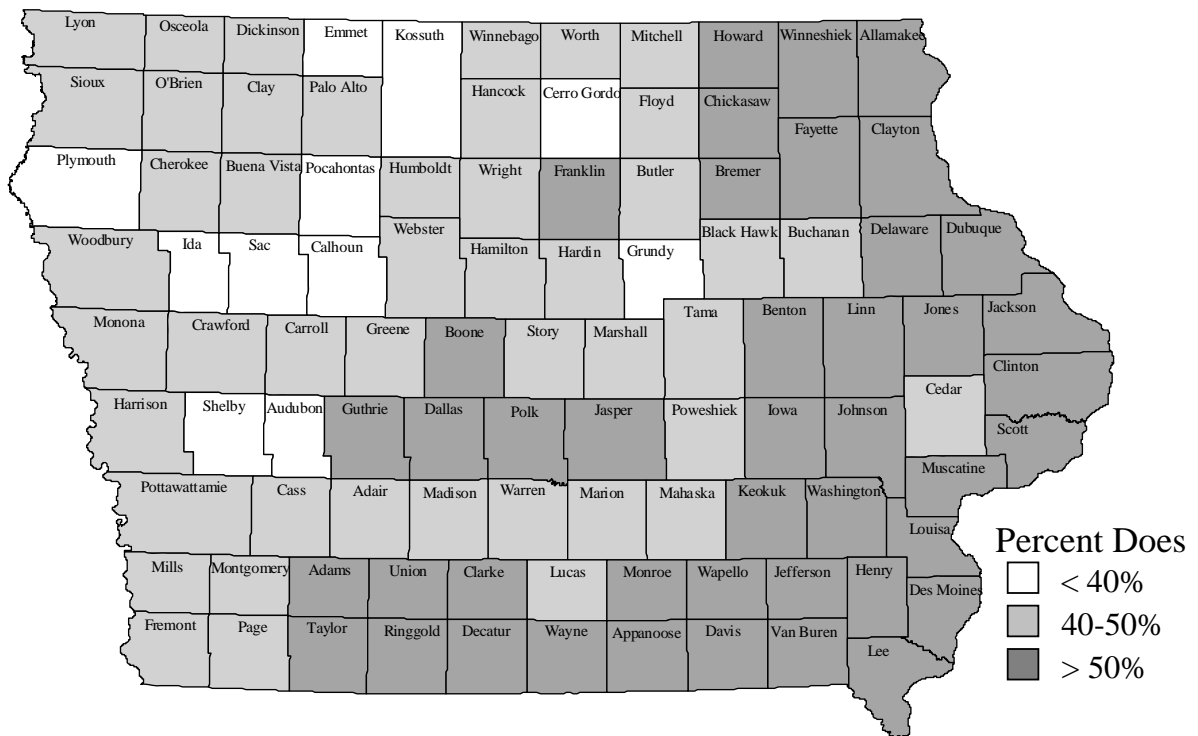 Lyon
Osceola
Dickinson
Emmet
Kossuth
Winnebago
Worth
Mitchell
Howard
Winneshiek
Allamakee
Sioux
O'Brien
Clay
Palo Alto
Hancock
Cerro Gordo
Floyd
Chickasaw
Fayette
Clayton
Plymouth
Cherokee
Buena Vista
Pocahontas
Humboldt
Wright
Franklin
Butler
Bremer
Woodbury
Ida
Sac
Calhoun
Webster
Hamilton
Hardin
Grundy
Black Hawk
Buchanan
Delaware
Dubuque
Monona
Crawford
Carroll
Greene
Boone
Story
Marshall
Tama
Benton
Linn
Jones
Jackson
Clinton
Harrison
Shelby
Audubon
Guthrie
Dallas
Polk
Jasper
Poweshiek
Iowa
Johnson
Cedar
Scott
Muscatine
Pottawattamie
Cass
Adair
Madison
Warren
Marion
Mahaska
Keokuk
Washington
Louisa
Mills
Montgomery
Adams
Union
Clarke
Lucas
Monroe
Wapello
Jefferson
Henry
Des Moines
Fremont
Page
Taylor
Ringgold
Decatur
Wayne
Appanoose
Davis
Van Buren
Lee
Percent Does
< 40%
40-50%
> 50%